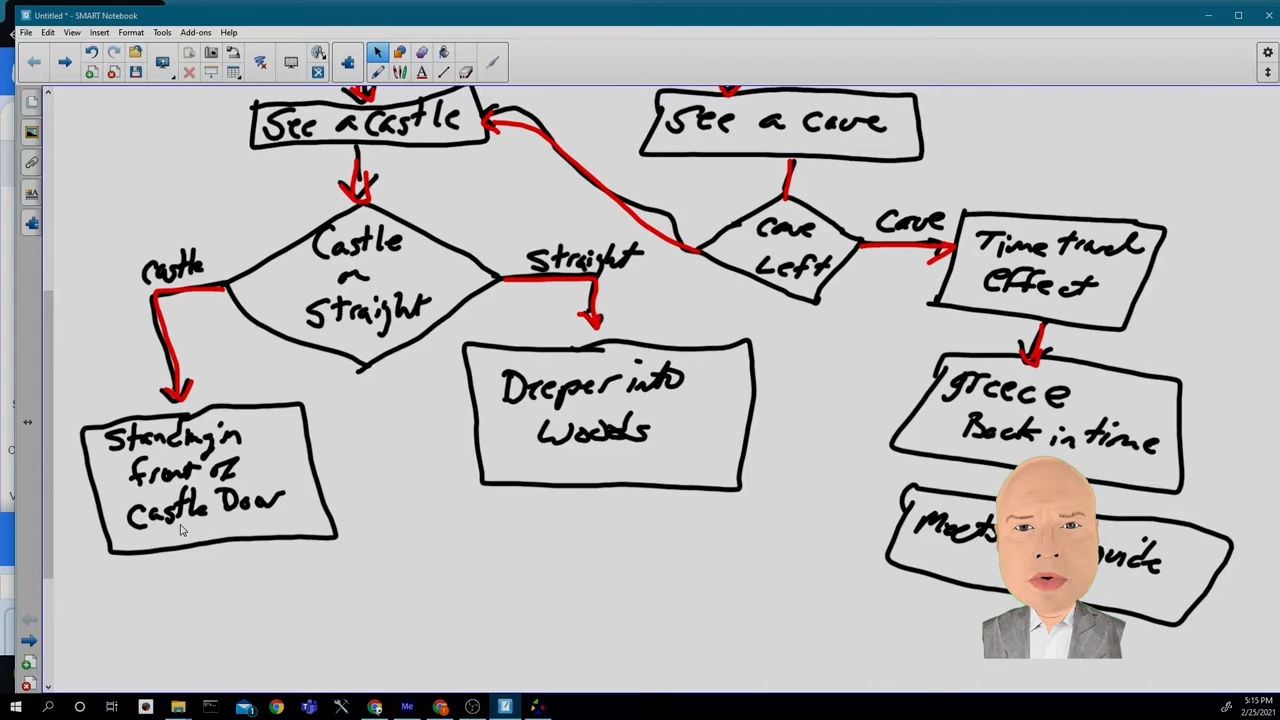 Untitled * - SMART Notebook
File Edit View Insert Format Tools Add-ons Help
See a castle
See a cave
Castle
or
Straight
castle
Straight
cave
Left
Cave
Time travel
Effect
Standing in
front of
Castle Door
Deeper into
Woods
greece
Back in time
Meets
Me
5:15 PM
2/25/2021